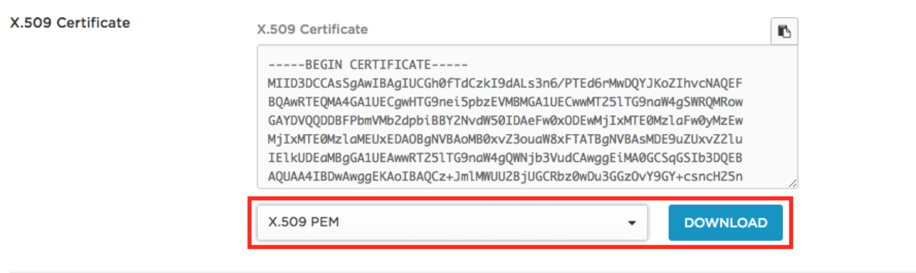 X.509 Certificate
X.509 Certificate
-----BEGIN CERTIFICATE-----
MIID3DCCAsSgAwIBAgIUCGh0fTdCzkI9dALs3n6/PTEd6rMwDQYJKoZIhvcNAQEF
BQAwRTEQMA4GA1UECgwHTG9nei5pbzEVMBMGA1UECwwMT25lTG9naW4gSWRQMRow
GAYDVQQDDBFPbmVMb2dpbiBBY2NvdW50IDAeFw0xODEwMjIxMTE0MzlaFw0yMzEw
MjIxMTE0MzlaMEUxEDAOBgNVBAoMB0xvZ3ouaW8xFTATBgNVBAsMDE9uZUxvZ2lu
IElkUDEaMBgGA1UEAwwRT25lTG9naW4gQWNjb3VudCAwggEiMA0GCSqGSIb3DQEB
AQUAA4IBDwAwggEKAoIBAQCz+JmlMWUU2BjUGCRbz0wDu3GGzOvY9GY+csncH25n
X.509 PEM
DOWNLOAD